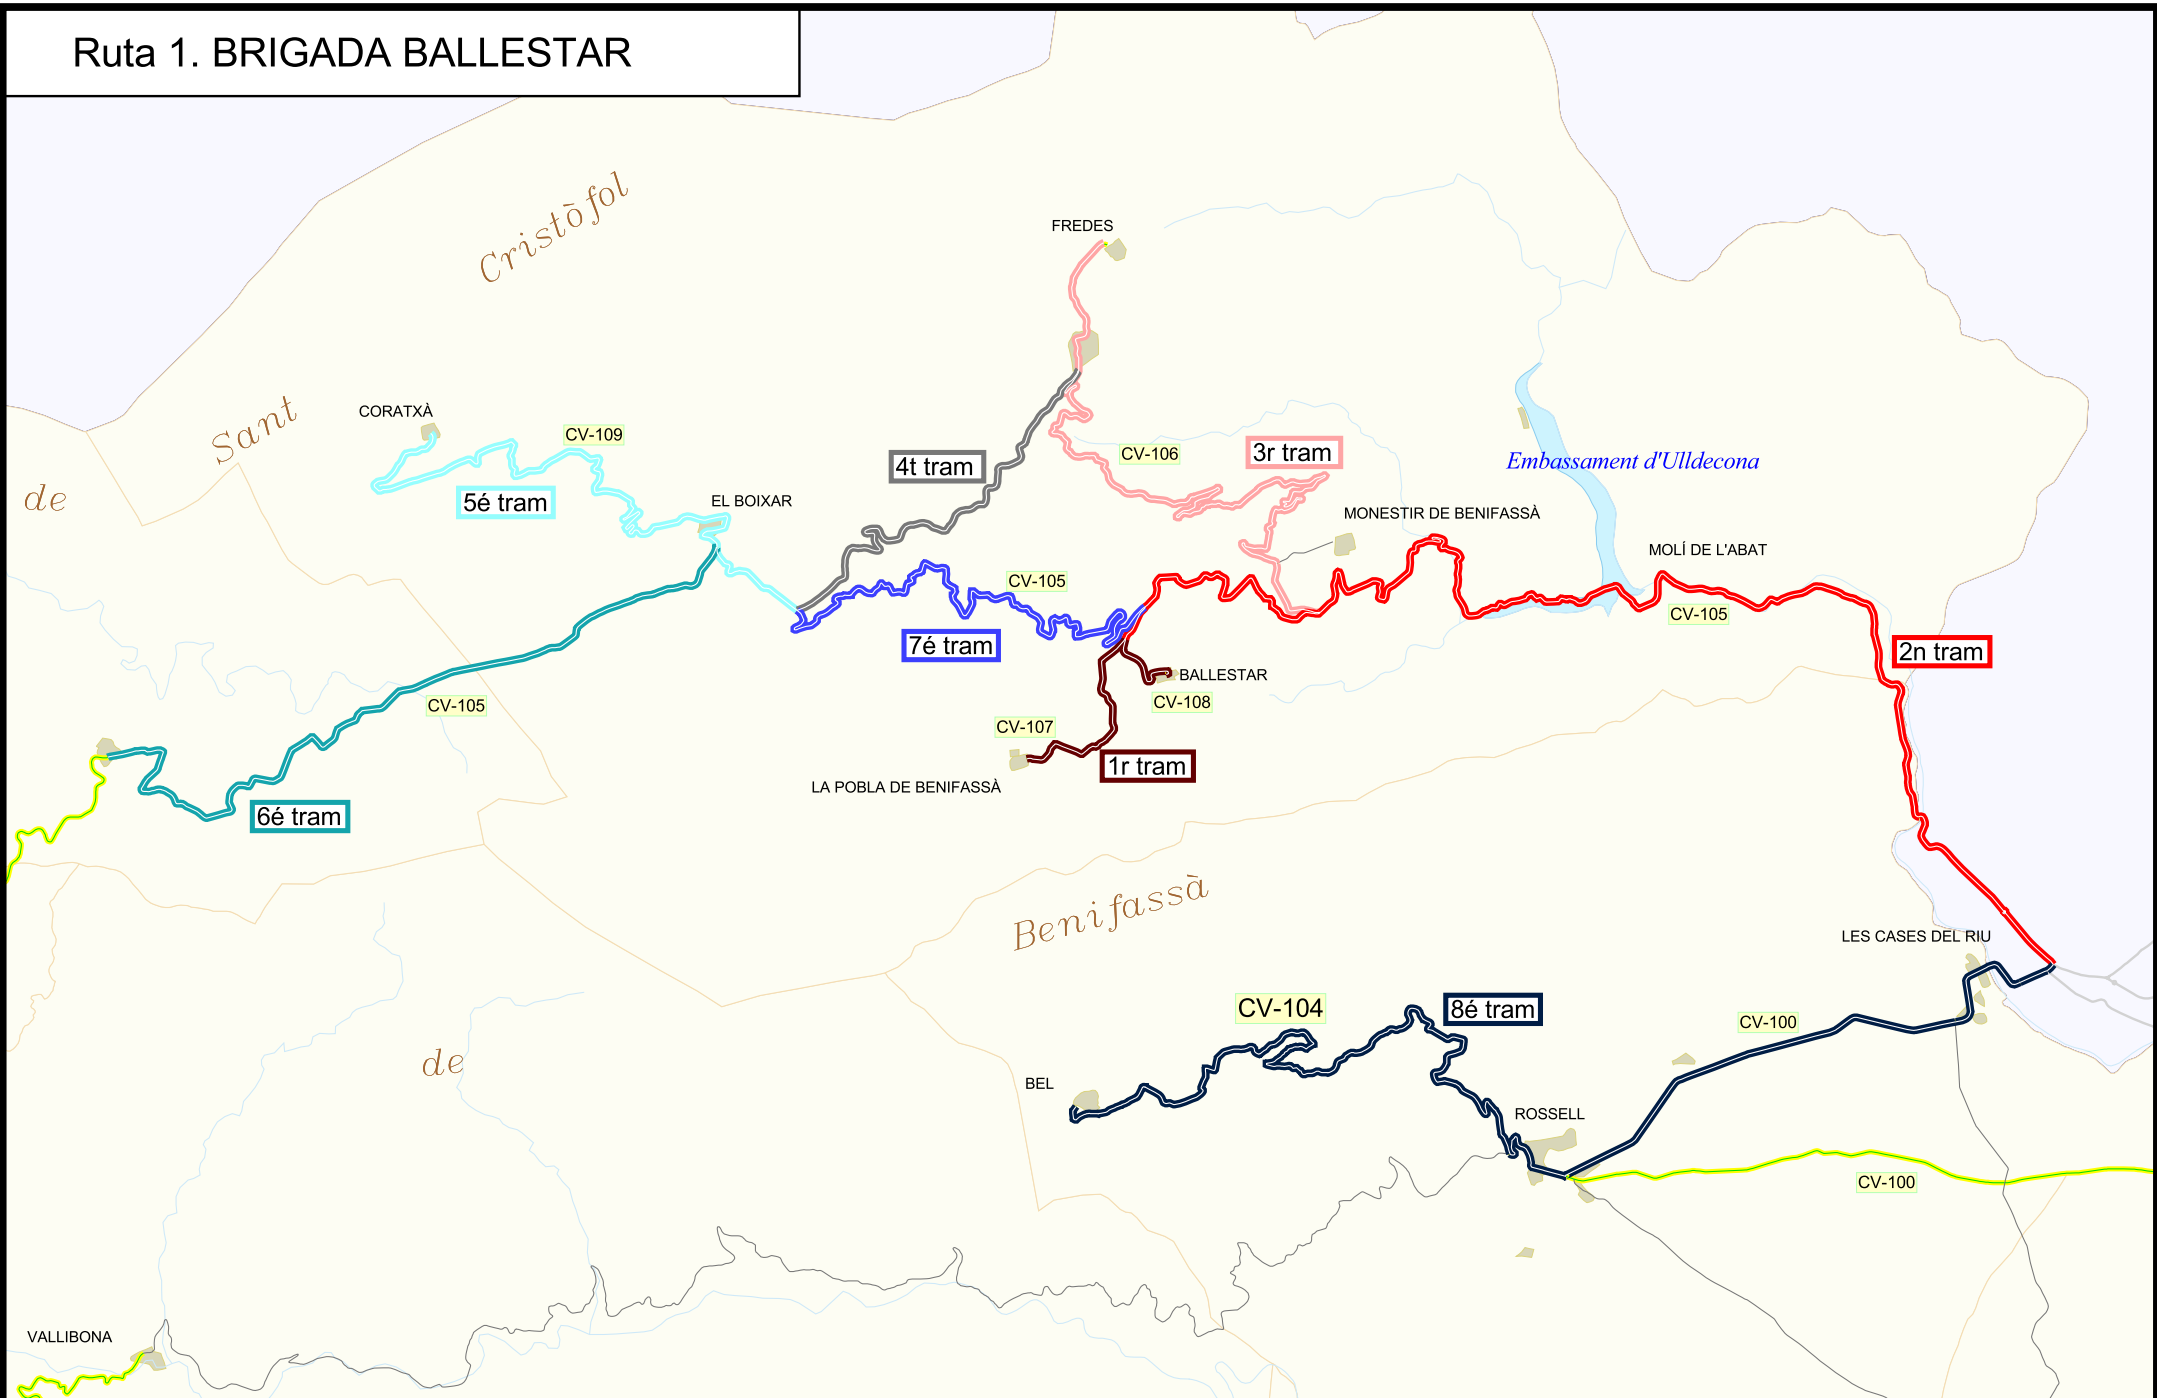 Ruta 1. BRIGADA BALLESTAR
Cristòfol
FREDES
Sant
CORATXÀ
CV-109
CV-106
3r tram
4t tram
Embassament d'Ulldecona
de
5é tram
EL BOIXAR
MONESTIR DE BENIFASSÀ
MOLÍ DE L'ABAT
CV-105
CV-105
7é tram
2n tram
BALLESTAR
CV-108
CV-105
CV-107
1r tram
LA POBLA DE BENIFASSÀ
6é tram
Benifassà
LES CASES DEL RIU
CV-104
8é tram
CV-100
de
BEL
ROSSELL
CV-100
VALLIBONA